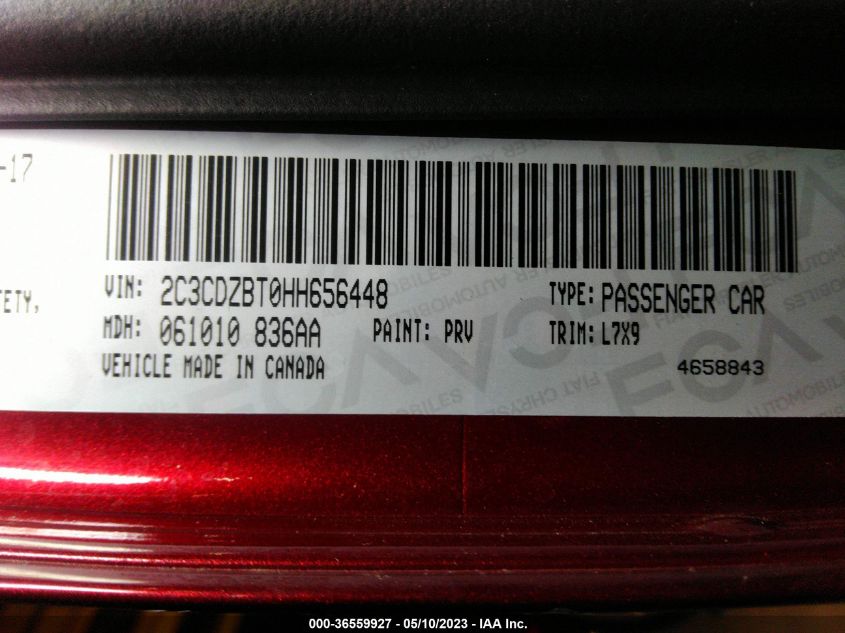 -17
VIN: 2C3CDZBT0HH656448 TYPE: PASSENGER CAR
FETY,
MDH: 061010 836AA PAINT: PRV TRIM: L7X9
VEHICLE MADE IN CANADA 4658843
000-36559927 - 05/10/2023 - IAA Inc.